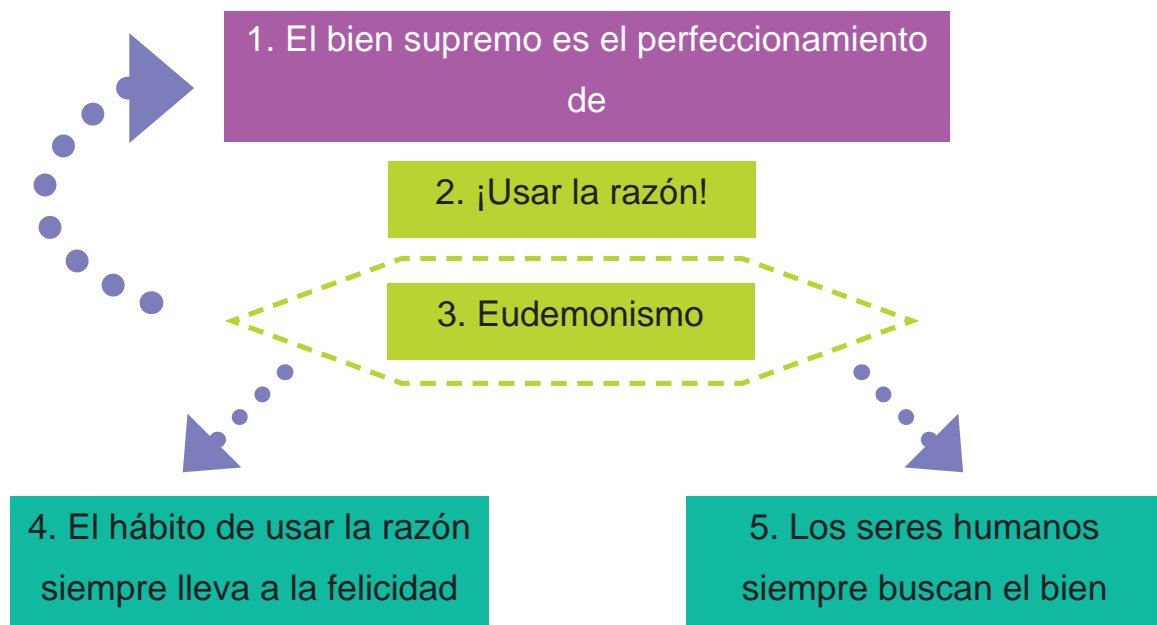 1. El bien supremo es el perfeccionamiento
de
2. ¡Usar la razón!
3. Eudemonismo
4. El hábito de usar la razón
siempre lleva a la felicidad
5. Los seres humanos
siempre buscan el bien